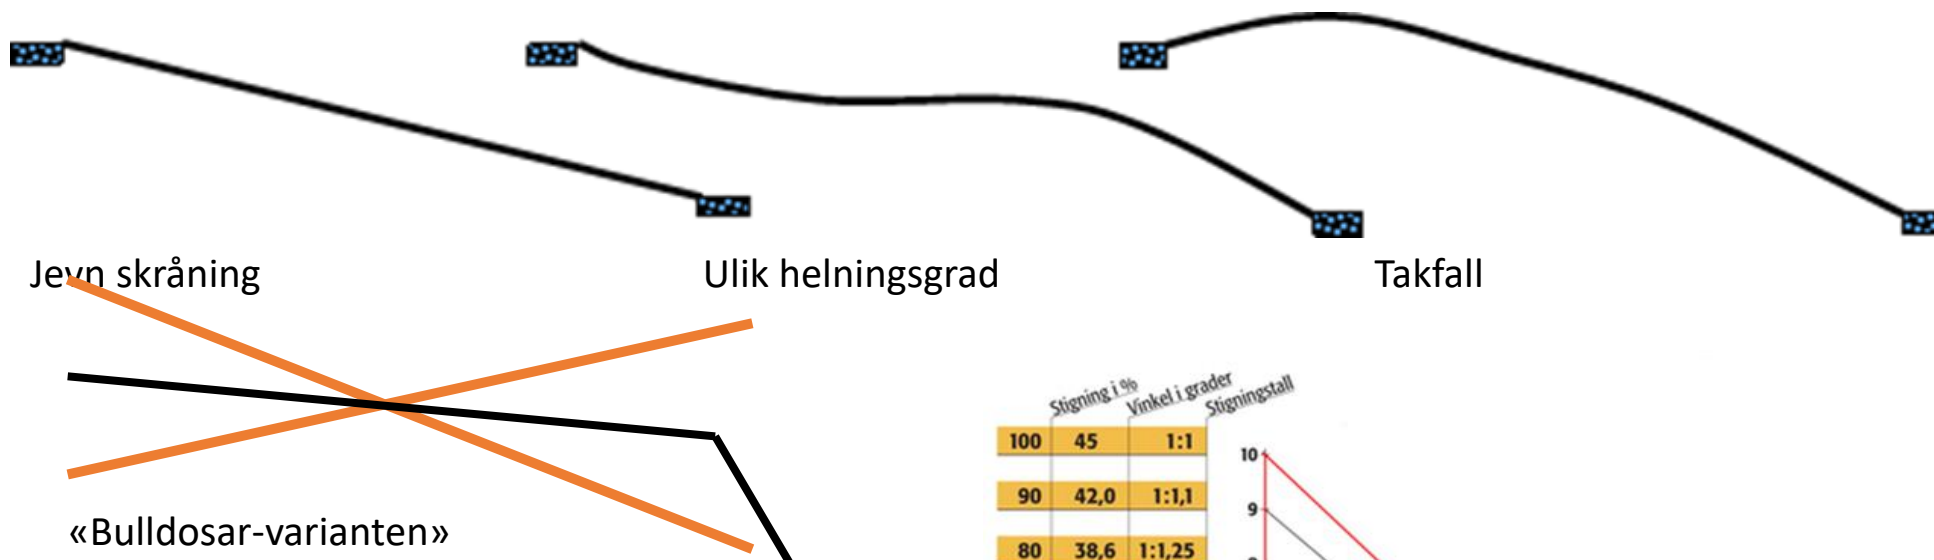 Jevn skråning
Ulik helningsgrad
Takfall
«Bulldosar-varianten»
Stigning i %
Vinkel i grader
Stigningstall
100 45 1:1
90 42,0 1:1,1
80 38,6 1:1,25
10
9